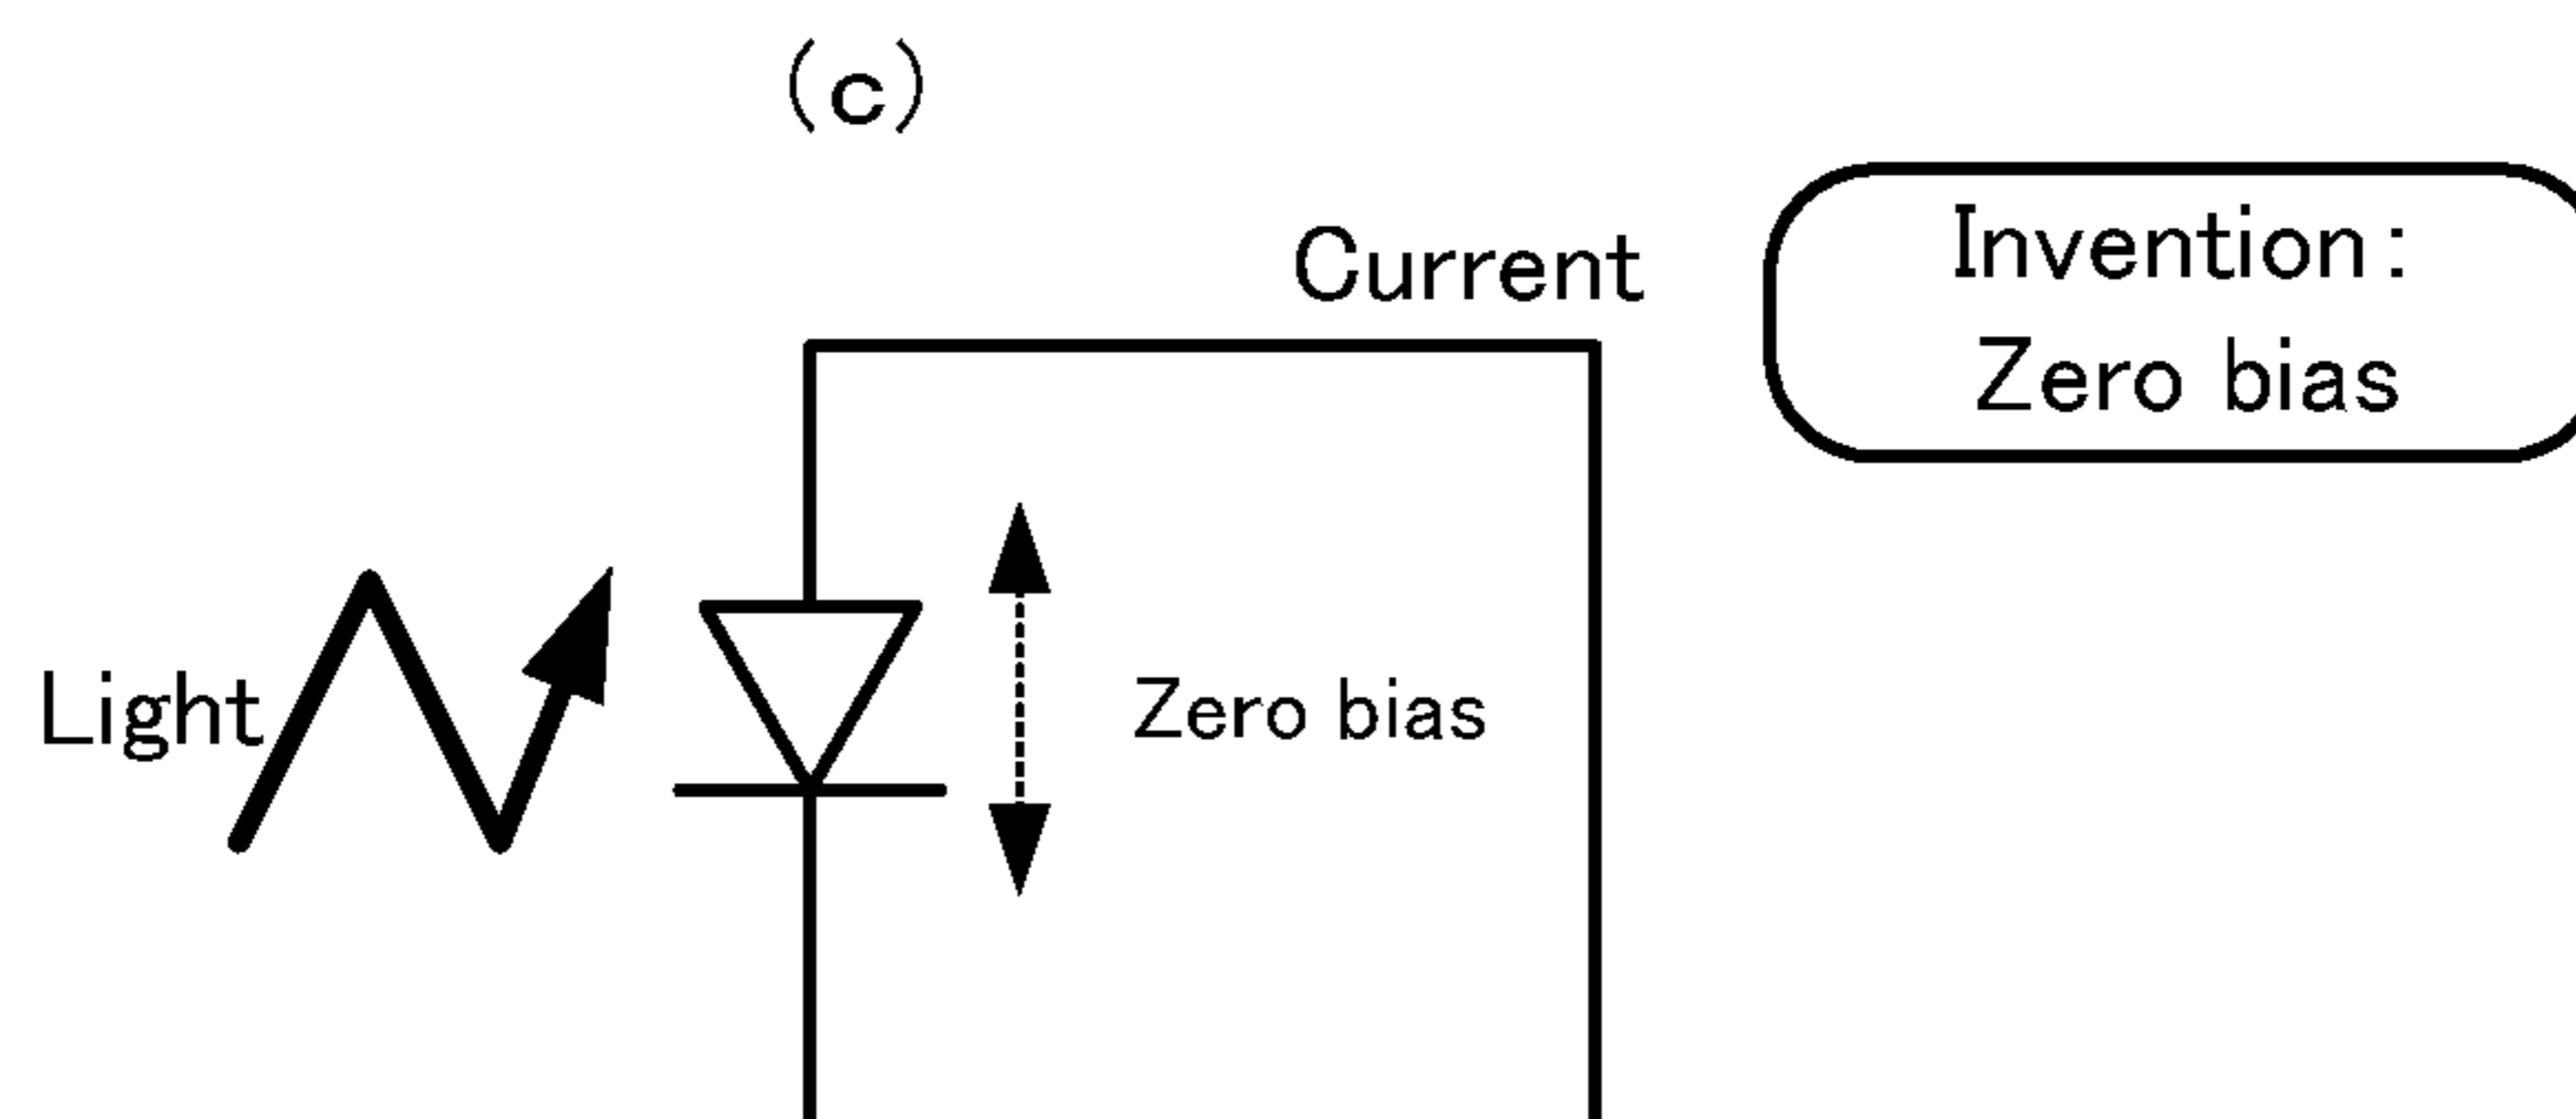 (c)
Current
Invention:
Zero bias
Light
Zero bias